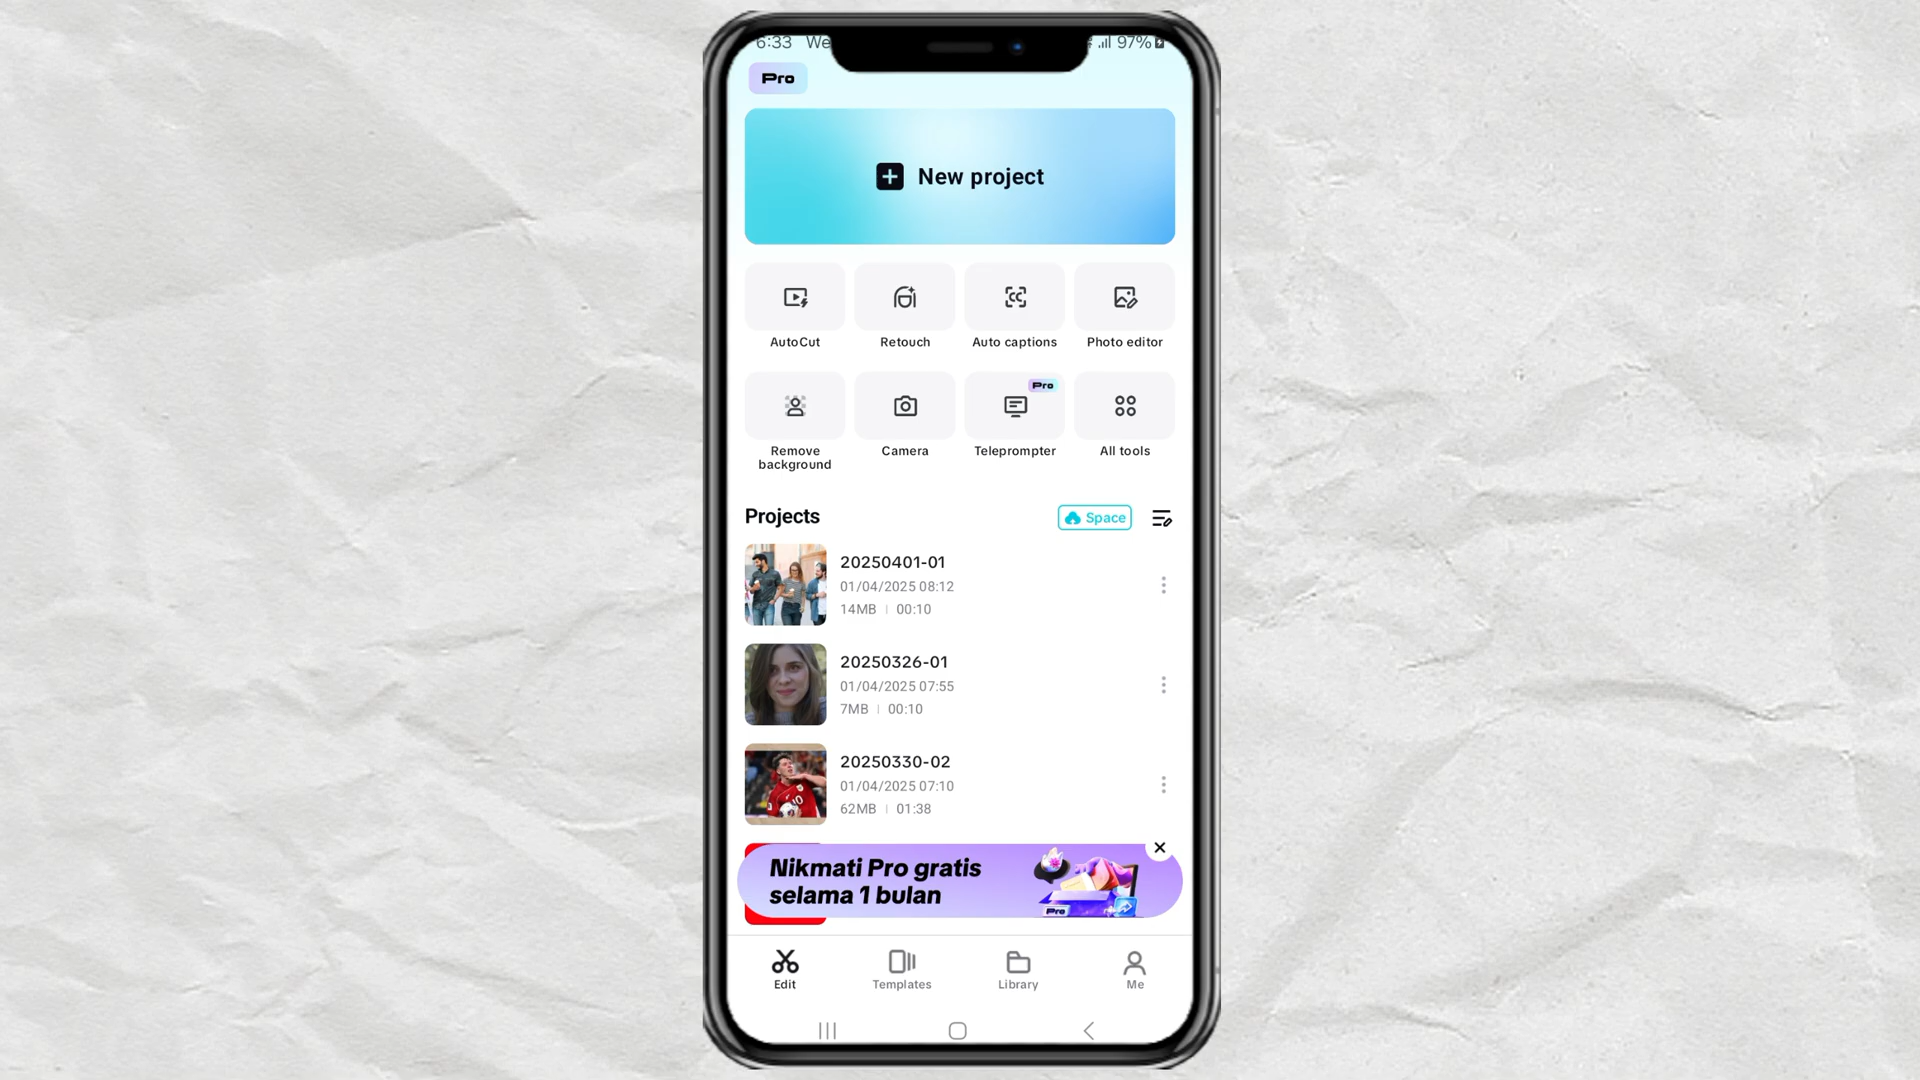 6:33 We 97%
Pro
New project
AutoCut Retouch Auto captions Photo editor
Pro
Remove background Camera Teleprompter All tools
Projects Space
20250401-01
01/04/2025 08:12
14MB | 00:10
20250326-01
01/04/2025 07:55
7MB | 00:10
20250330-02
01/04/2025 07:10
62MB | 01:38
Nikmati Pro gratis
selama 1 bulan
Pro
Edit Templates Library Me